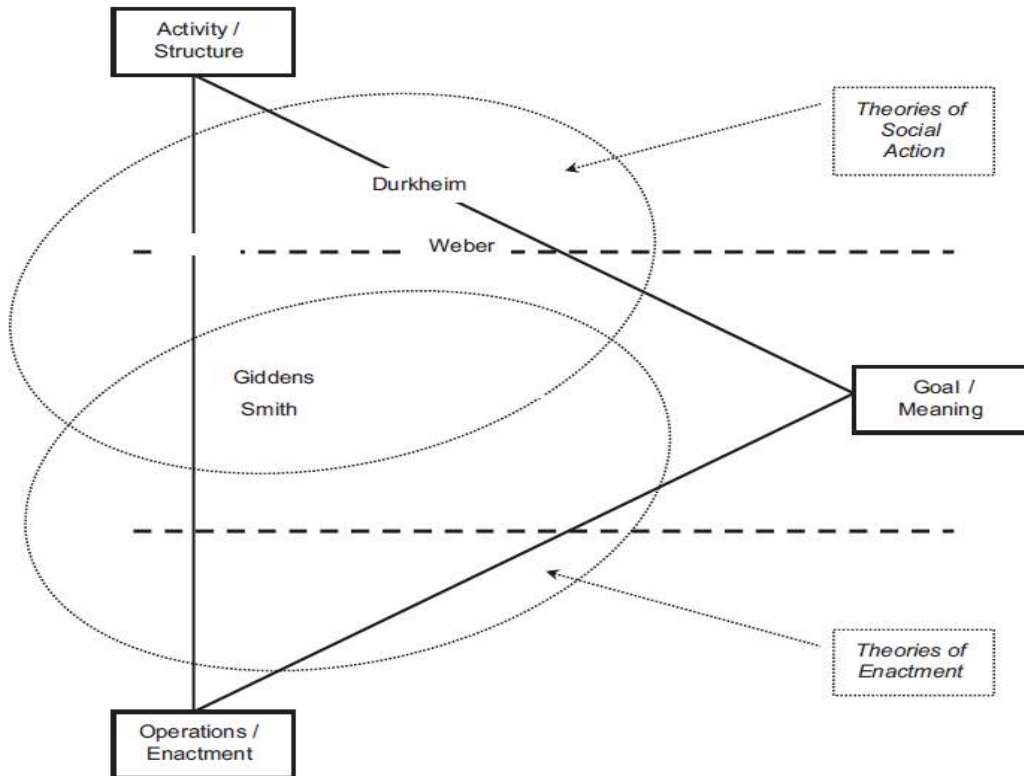 Activity /
Structure
Theories of
Social
Action
Durkheim
Weber
Giddens
Smith
Goal /
Meaning
Theories of
Enactment
Operations /
Enactment